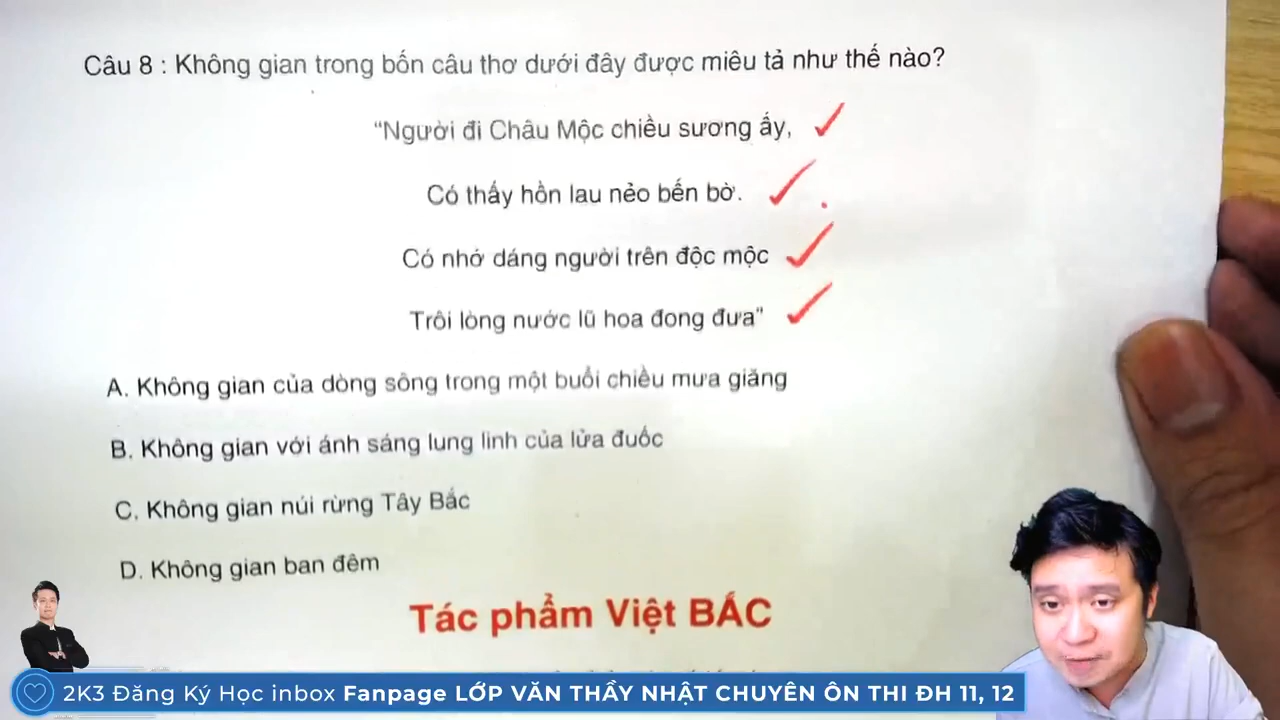 Câu 8 : Không gian trong bốn câu thơ dưới đây được miêu tả như thế nào?
“Người đi Châu Mộc chiều sương ấy,
Có thấy hồn lau nẻo bến bờ.
Có nhớ dáng người trên độc mộc
Trôi lòng nước lũ hoa đong đưa”
A. Không gian của dòng sông trong một buổi chiều mưa giăng
B. Không gian với ánh sáng lung linh của lửa đuốc
C. Không gian núi rừng Tây Bắc
D. Không gian ban đêm
Tác phẩm Việt BẮC
2K3 Đăng Ký Học inbox Fanpage LỚP VĂN THẦY NHẬT CHUYÊN ÔN THI ĐH 11, 12